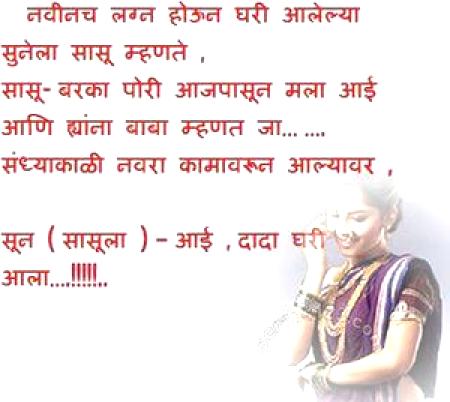 नवीनच लग्न होऊन घरी आलेल्या
सुनेला सासू म्हणते ,
सासू- बरका पोरी आजपासून मला आई
आणि ह्यांना बाबा म्हणत जा... ....
संध्याकाळी नवरा कामावरून आल्यावर ,
सून ( सासूला ) – आई , दादा घरी
आला....!!!!!!..